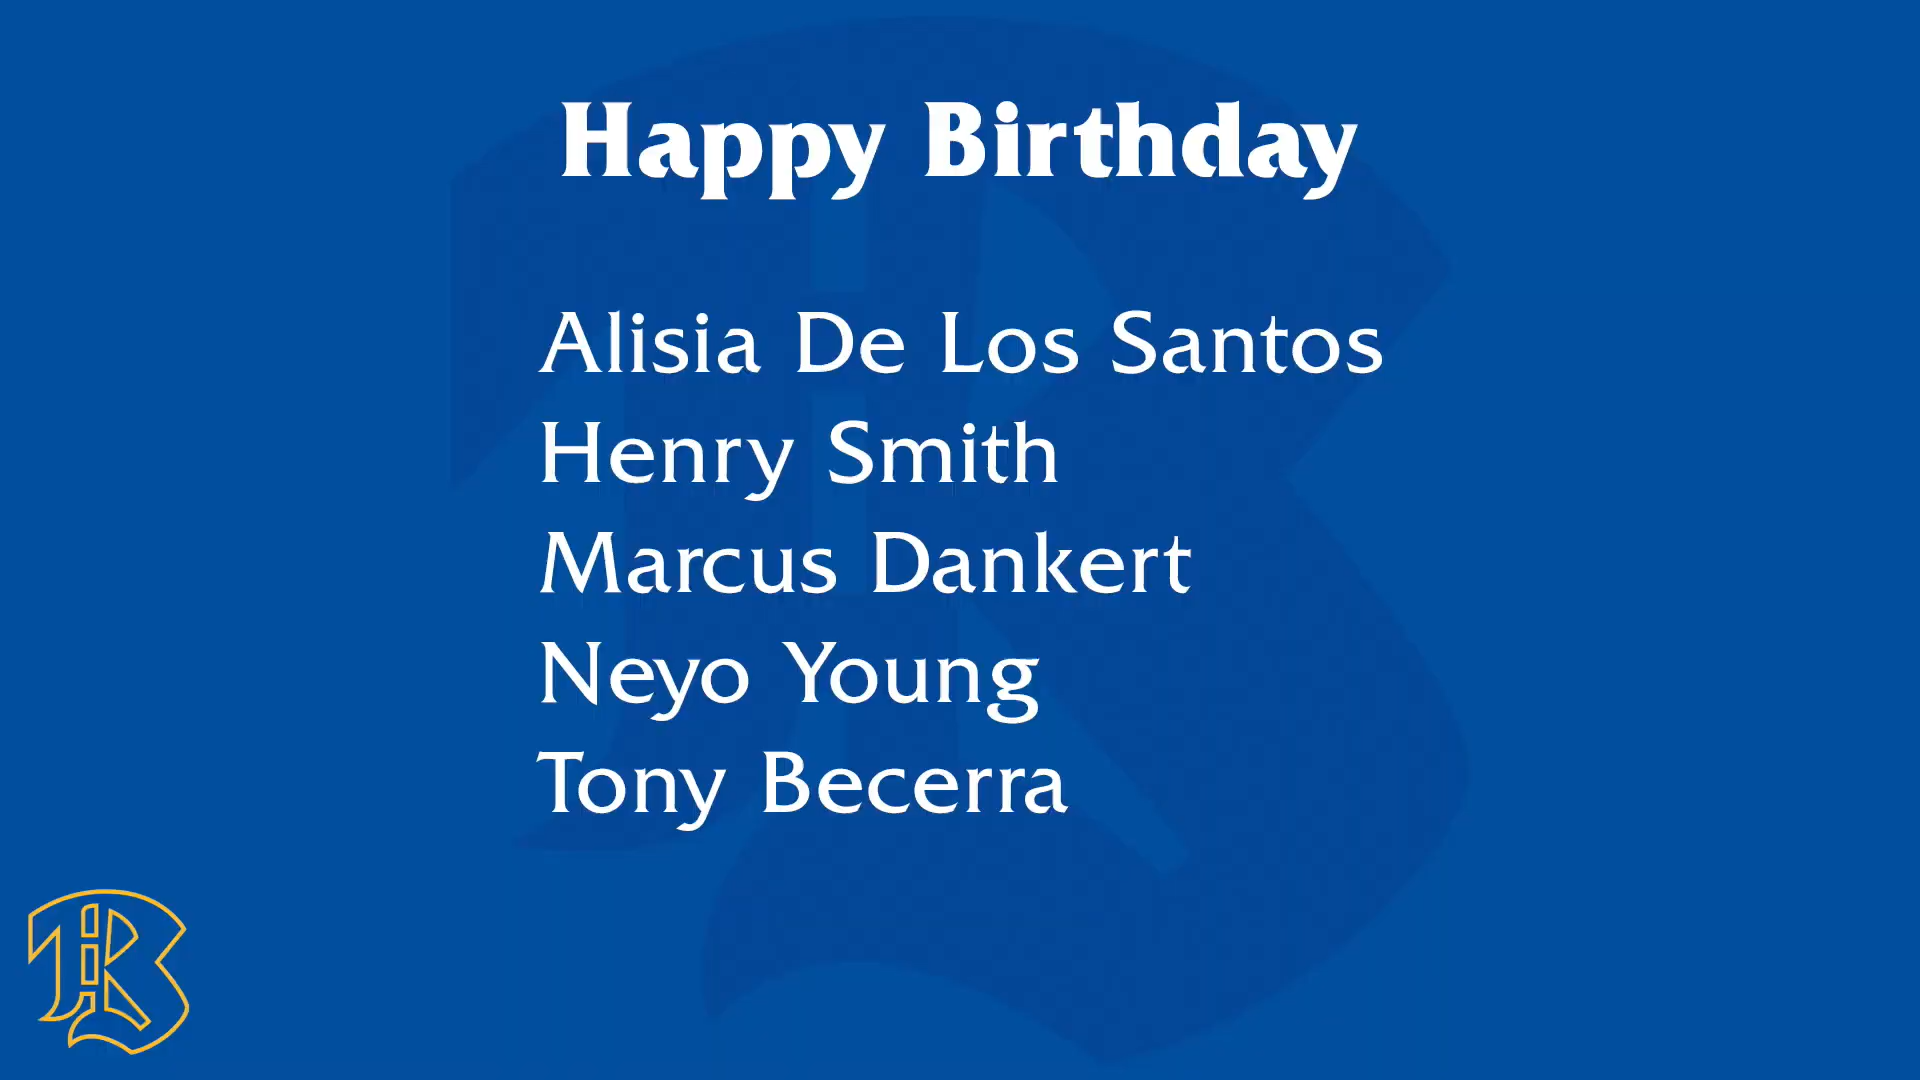 Happy Birthday
Alisia De Los Santos
Henry Smith
Marcus Dankert
Neyo Young
Tony Becerra